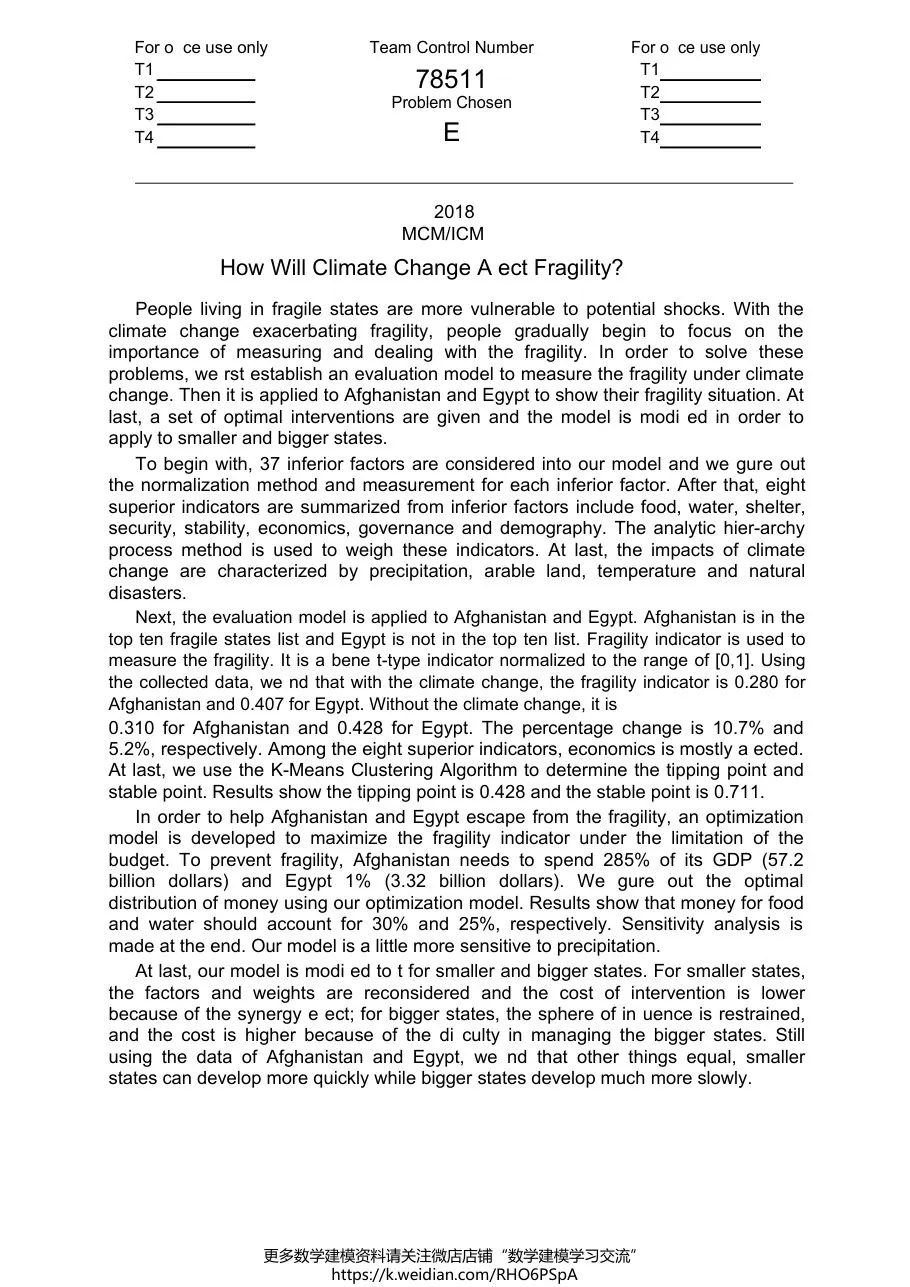 For o ce use only
Team Control Number
For o ce use only
T1
T2
T3
T4
78511
Problem Chosen
E
T1
T2
T3
T4
2018
MCM/ICM
How Will Climate Change A ect Fragility?
People living in fragile states are more vulnerable to potential shocks. With the
climate change exacerbating fragility, people gradually begin to focus on the
importance of measuring and dealing with the fragility. In order to solve these
problems, we rst establish an evaluation model to measure the fragility under climate
change. Then it is applied to Afghanistan and Egypt to show their fragility situation. At
last, a set of optimal interventions are given and the model is modi ed in order to
apply to smaller and bigger states.
To begin with, 37 inferior factors are considered into our model and we gure out
the normalization method and measurement for each inferior factor. After that, eight
superior indicators are summarized from inferior factors include food, water, shelter,
security, stability, economics, governance and demography. The analytic hier-archy
process method is used to weigh these indicators. At last, the impacts of climate
change are characterized by precipitation, arable land, temperature and natural
disasters.
Next, the evaluation model is applied to Afghanistan and Egypt. Afghanistan is in the
top ten fragile states list and Egypt is not in the top ten list. Fragility indicator is used to
measure the fragility. It is a bene t-type indicator normalized to the range of [0,1]. Using
the collected data, we nd that with the climate change, the fragility indicator is 0.280 for
Afghanistan and 0.407 for Egypt. Without the climate change, it is
0.310 for Afghanistan and 0.428 for Egypt. The percentage change is 10.7% and
5.2%, respectively. Among the eight superior indicators, economics is mostly a ected.
At last, we use the K-Means Clustering Algorithm to determine the tipping point and
stable point. Results show the tipping point is 0.428 and the stable point is 0.711.
In order to help Afghanistan and Egypt escape from the fragility, an optimization
model is developed to maximize the fragility indicator under the limitation of the
budget. To prevent fragility, Afghanistan needs to spend 285% of its GDP (57.2
billion dollars) and Egypt 1% (3.32 billion dollars). We gure out the optimal
distribution of money using our optimization model. Results show that money for food
and water should account for 30% and 25%, respectively. Sensitivity analysis is
made at the end. Our model is a little more sensitive to precipitation.
At last, our model is modi ed to t for smaller and bigger states. For smaller states,
the factors and weights are reconsidered and the cost of intervention is lower
because of the synergy e ect; for bigger states, the sphere of in uence is restrained,
and the cost is higher because of the di culty in managing the bigger states. Still
using the data of Afghanistan and Egypt, we nd that other things equal, smaller
states can develop more quickly while bigger states develop much more slowly.
更多数学建模资料请关注微店店铺“数学建模学习交流”
https://k.weidian.com/RHO6PSpA